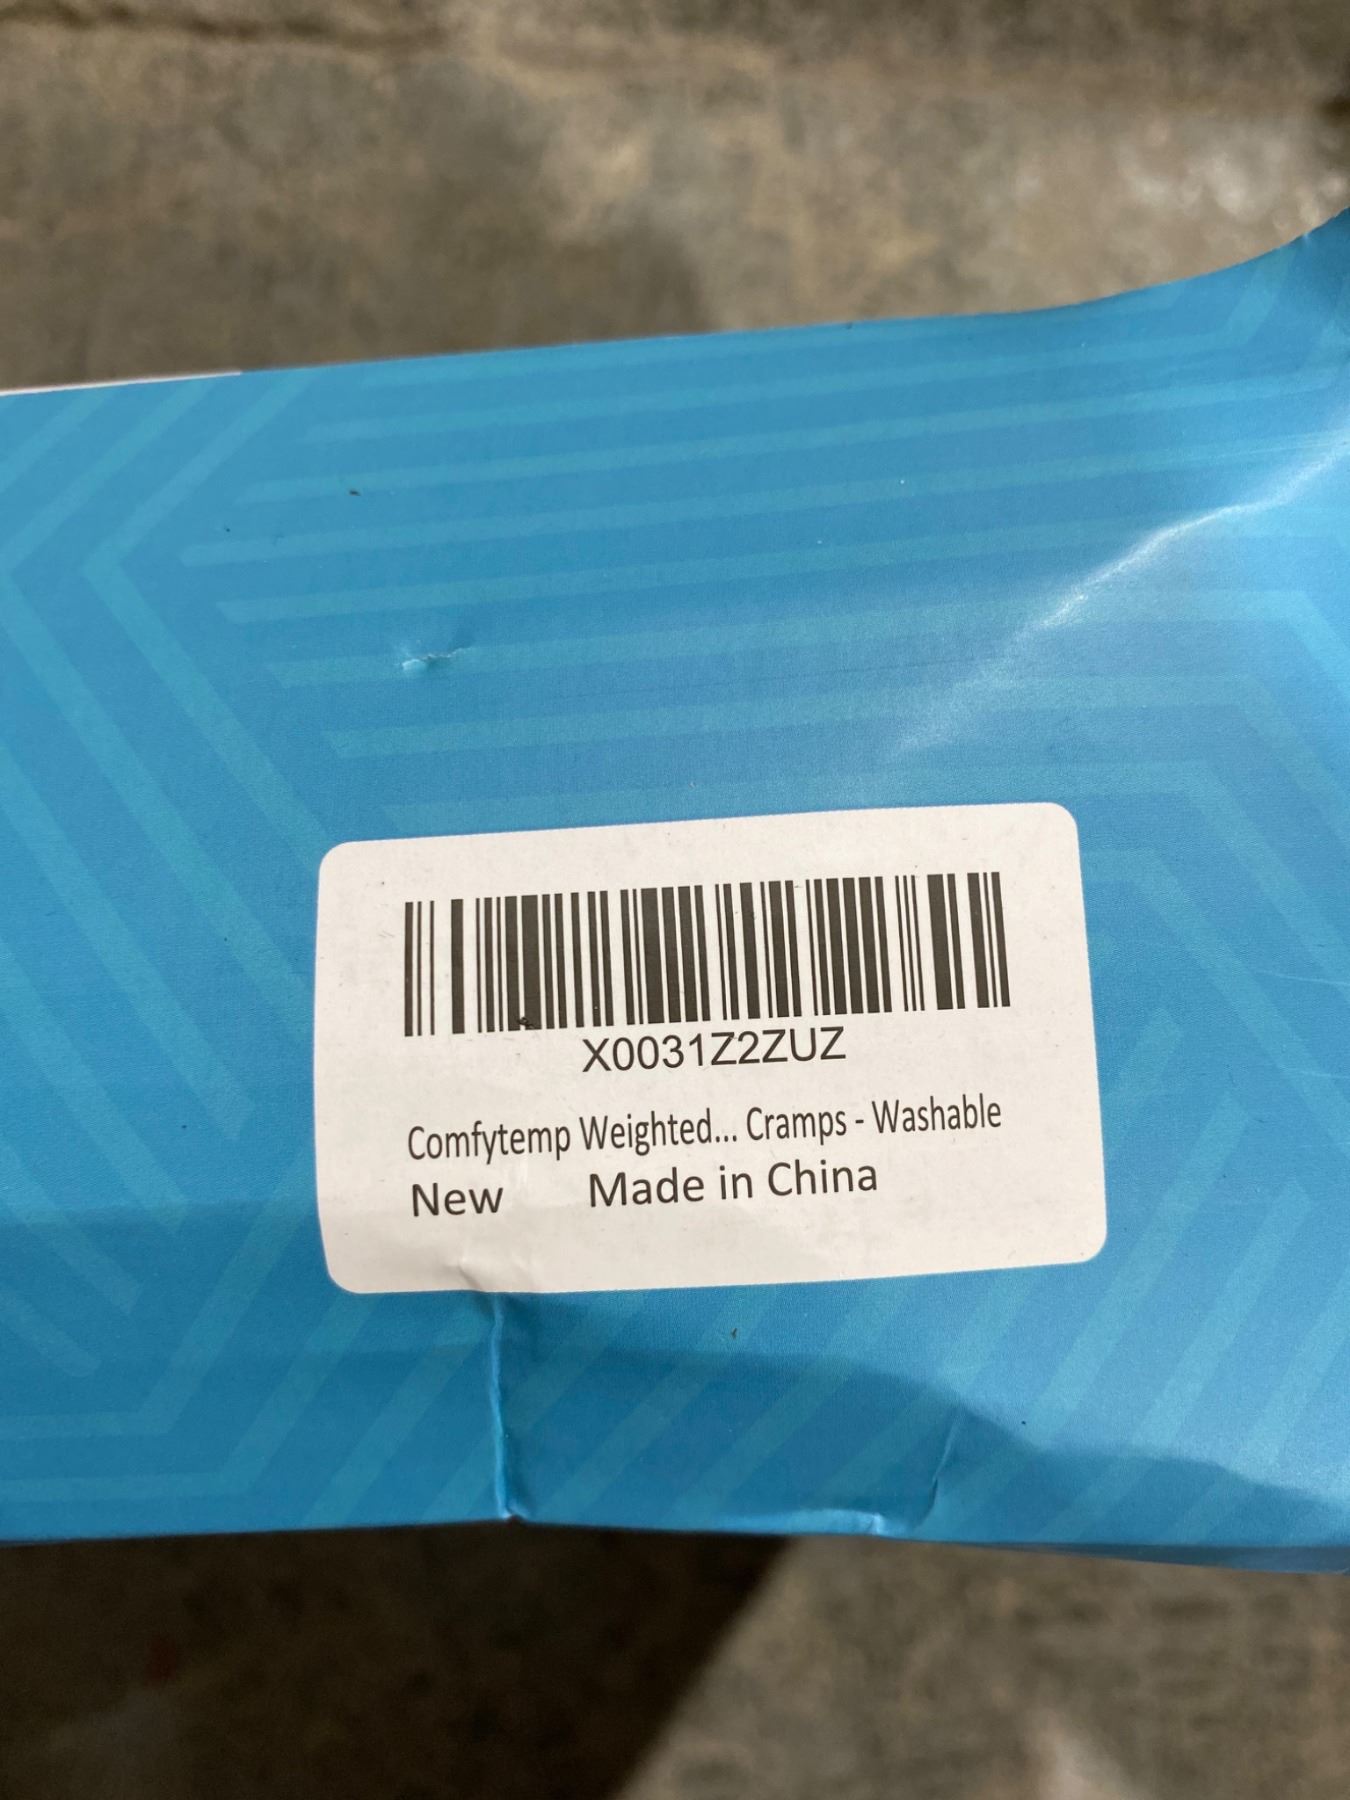 X0031Z2ZUZ
Comfytemp Weighted... Cramps - Washable
New Made in China